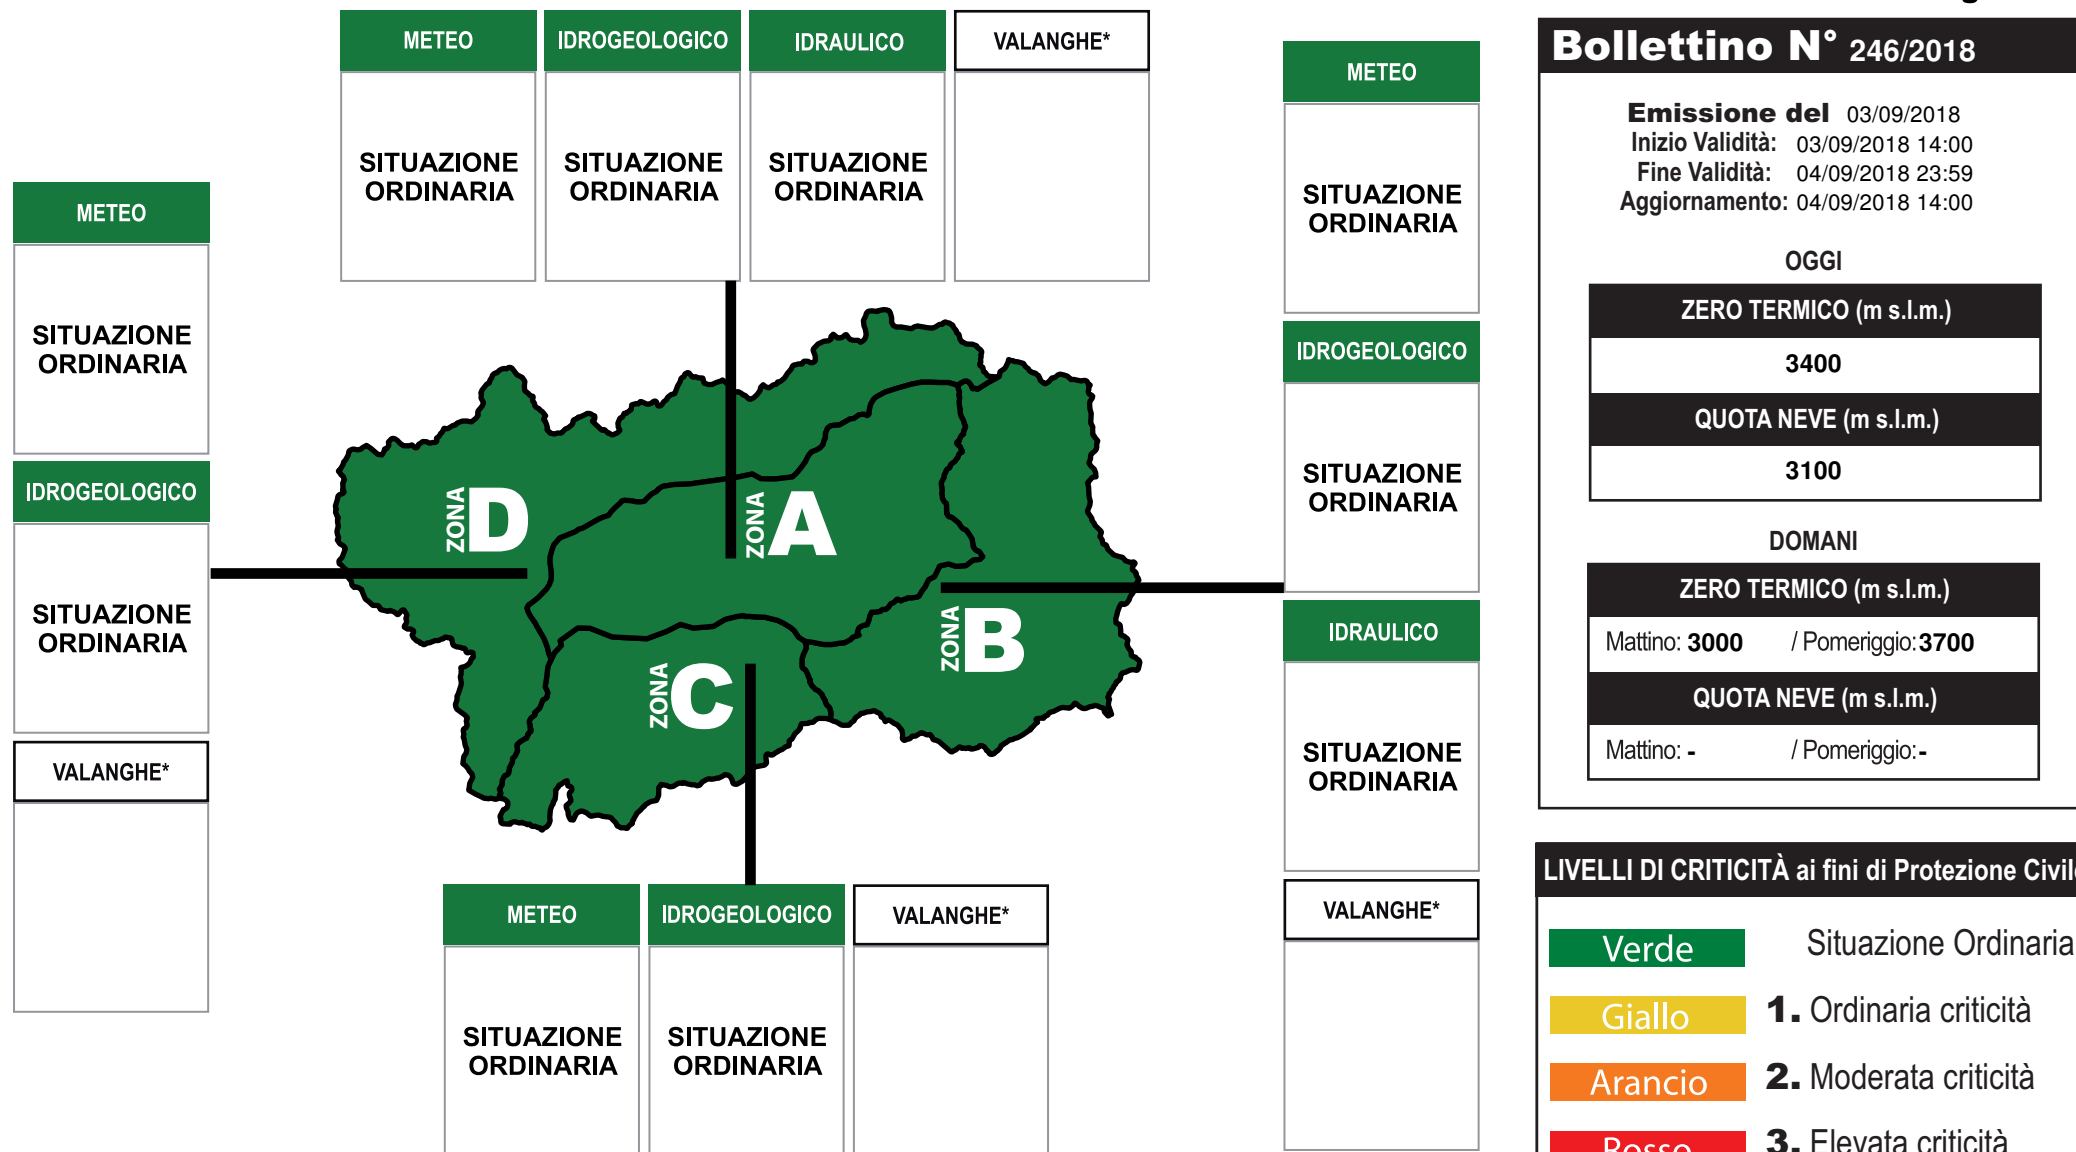 METEO IDROGEOLOGICO IDRAULICO VALANGHE*
SITUAZIONE ORDINARIA
SITUAZIONE ORDINARIA
SITUAZIONE ORDINARIA
METEO
SITUAZIONE
ORDINARIA
IDROGEOLOGICO
SITUAZIONE
ORDINARIA
VALANGHE*
ZONA D
ZONA A
ZONA B
ZONA C
METEO
SITUAZIONE
ORDINARIA
IDROGEOLOGICO
SITUAZIONE
ORDINARIA
IDRAULICO
SITUAZIONE
ORDINARIA
VALANGHE*
METEO IDROGEOLOGICO VALANGHE*
SITUAZIONE ORDINARIA
SITUAZIONE ORDINARIA
Bollettino N° 246/2018
Emissione del 03/09/2018
Inizio Validità: 03/09/2018 14:00
Fine Validità: 04/09/2018 23:59
Aggiornamento: 04/09/2018 14:00
OGGI
ZERO TERMICO (m s.l.m.)
3400
QUOTA NEVE (m s.l.m.)
3100
DOMANI
ZERO TERMICO (m s.l.m.)
Mattino: 3000 / Pomeriggio: 3700
QUOTA NEVE (m s.l.m.)
Mattino: - / Pomeriggio: -
LIVELLI DI CRITICITÀ ai fini di Protezione Civile
Verde Situazione Ordinaria
Giallo 1. Ordinaria criticità
Arancio 2. Moderata criticità
Rosso 3. Elevata criticità